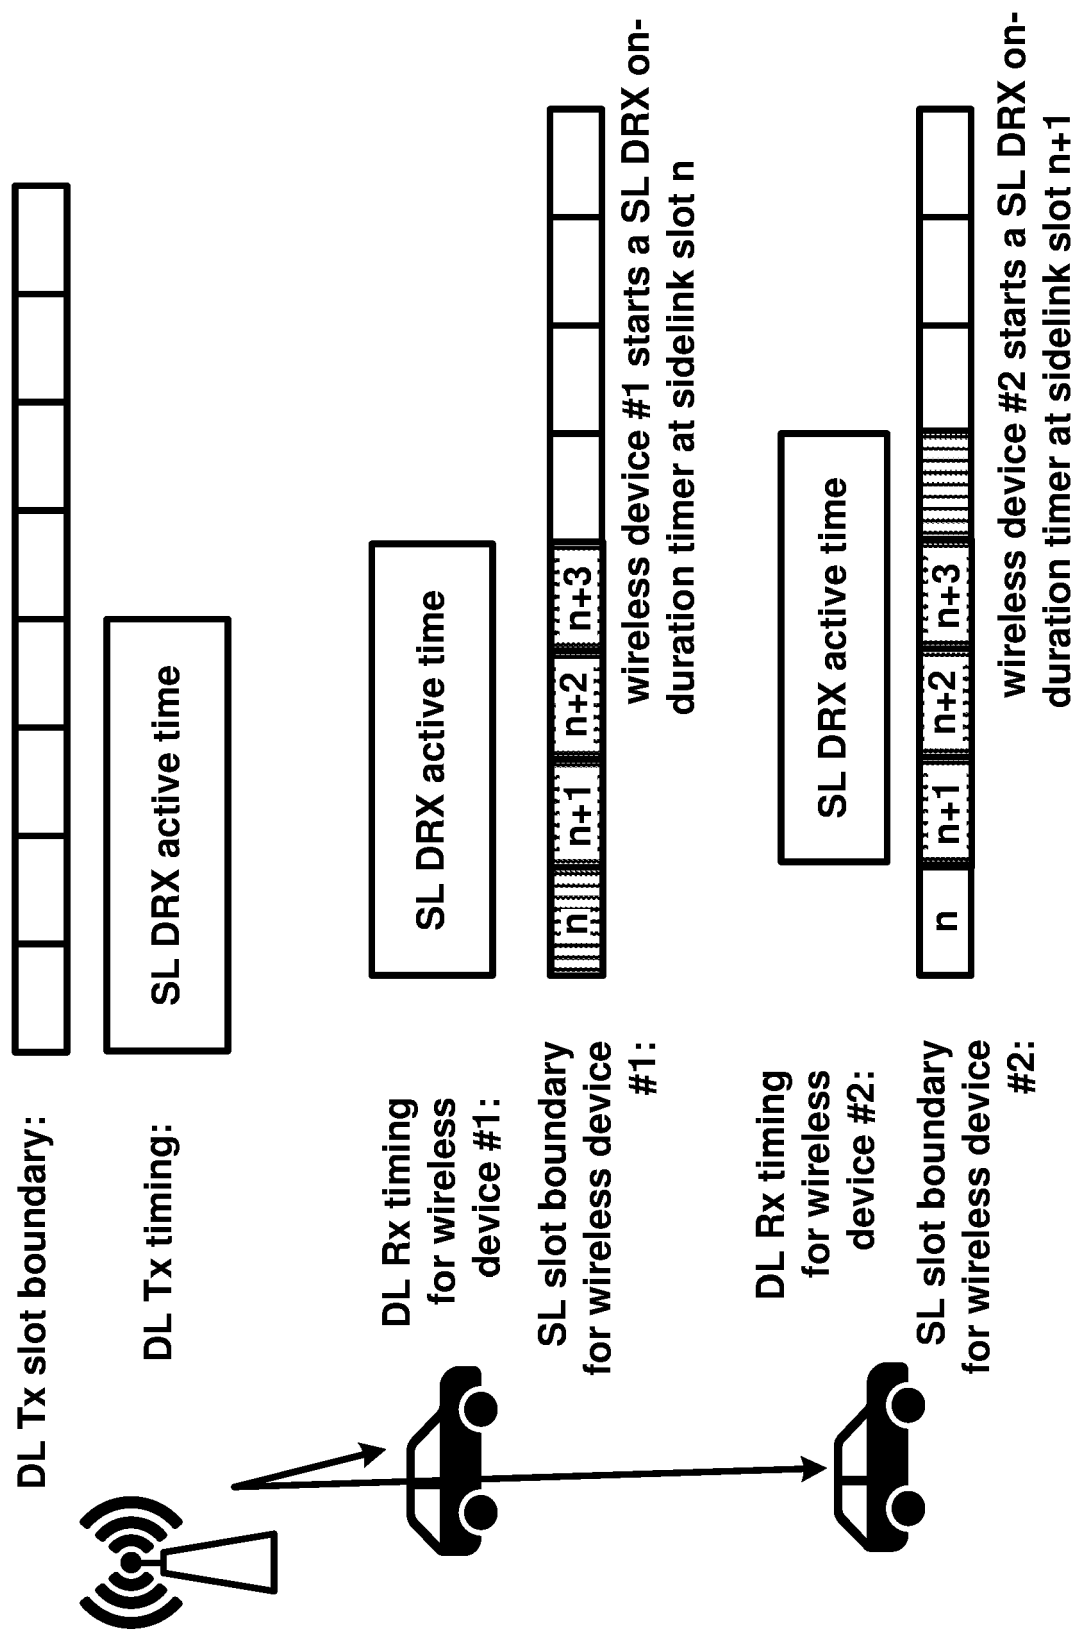 DL Tx slot boundary:
DL Tx timing:
SL DRX active time
DL Rx timing
for wireless
device #1:
SL DRX active time
SL slot boundary
for wireless device
#1:
n
n+1
n+2
n+3
wireless device #1 starts a SL DRX on-
duration timer at sidelink slot n
DL Rx timing
for wireless
device #2:
SL DRX active time
SL slot boundary
for wireless device
#2:
n
n+1
n+2
n+3
wireless device #2 starts a SL DRX on-
duration timer at sidelink slot n+1